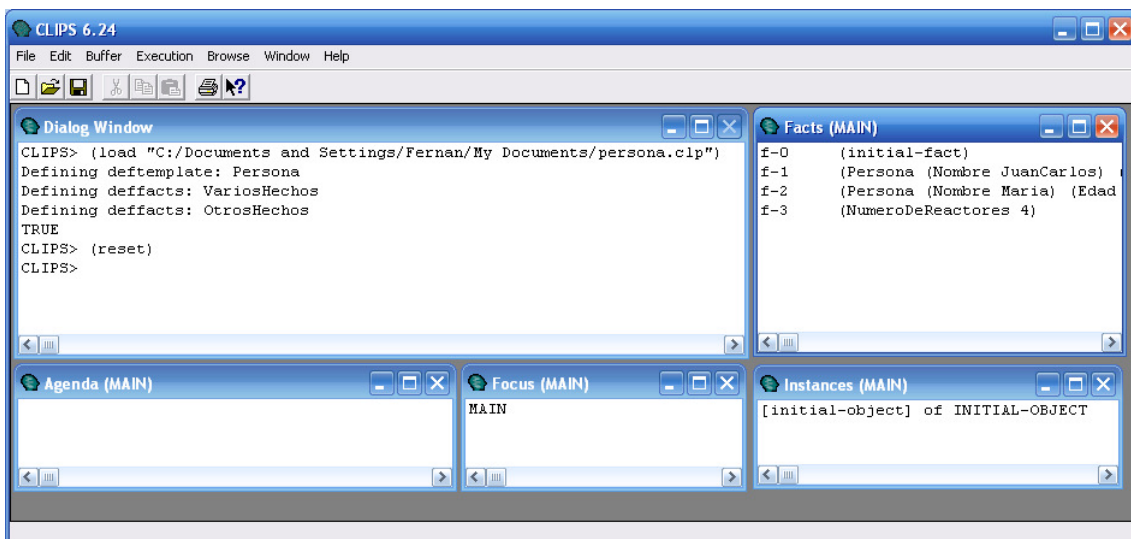 CLIPS 6.24
File Edit Buffer Execution Browse Window Help
Dialog Window
CLIPS> (load "C:/Documents and Settings/Fernan/My Documents/persona.clp")
Defining deftemplate: Persona
Defining deffacts: VariosHechos
Defining deffacts: OtrosHechos
TRUE
CLIPS> (reset)
CLIPS>
Facts (MAIN)
f-0 (initial-fact)
f-1 (Persona (Nombre JuanCarlos)
f-2 (Persona (Nombre Maria) (Edad
f-3 (NumeroDeReactores 4)
Agenda (MAIN)
Focus (MAIN)
MAIN
Instances (MAIN)
[initial-object] of INITIAL-OBJECT